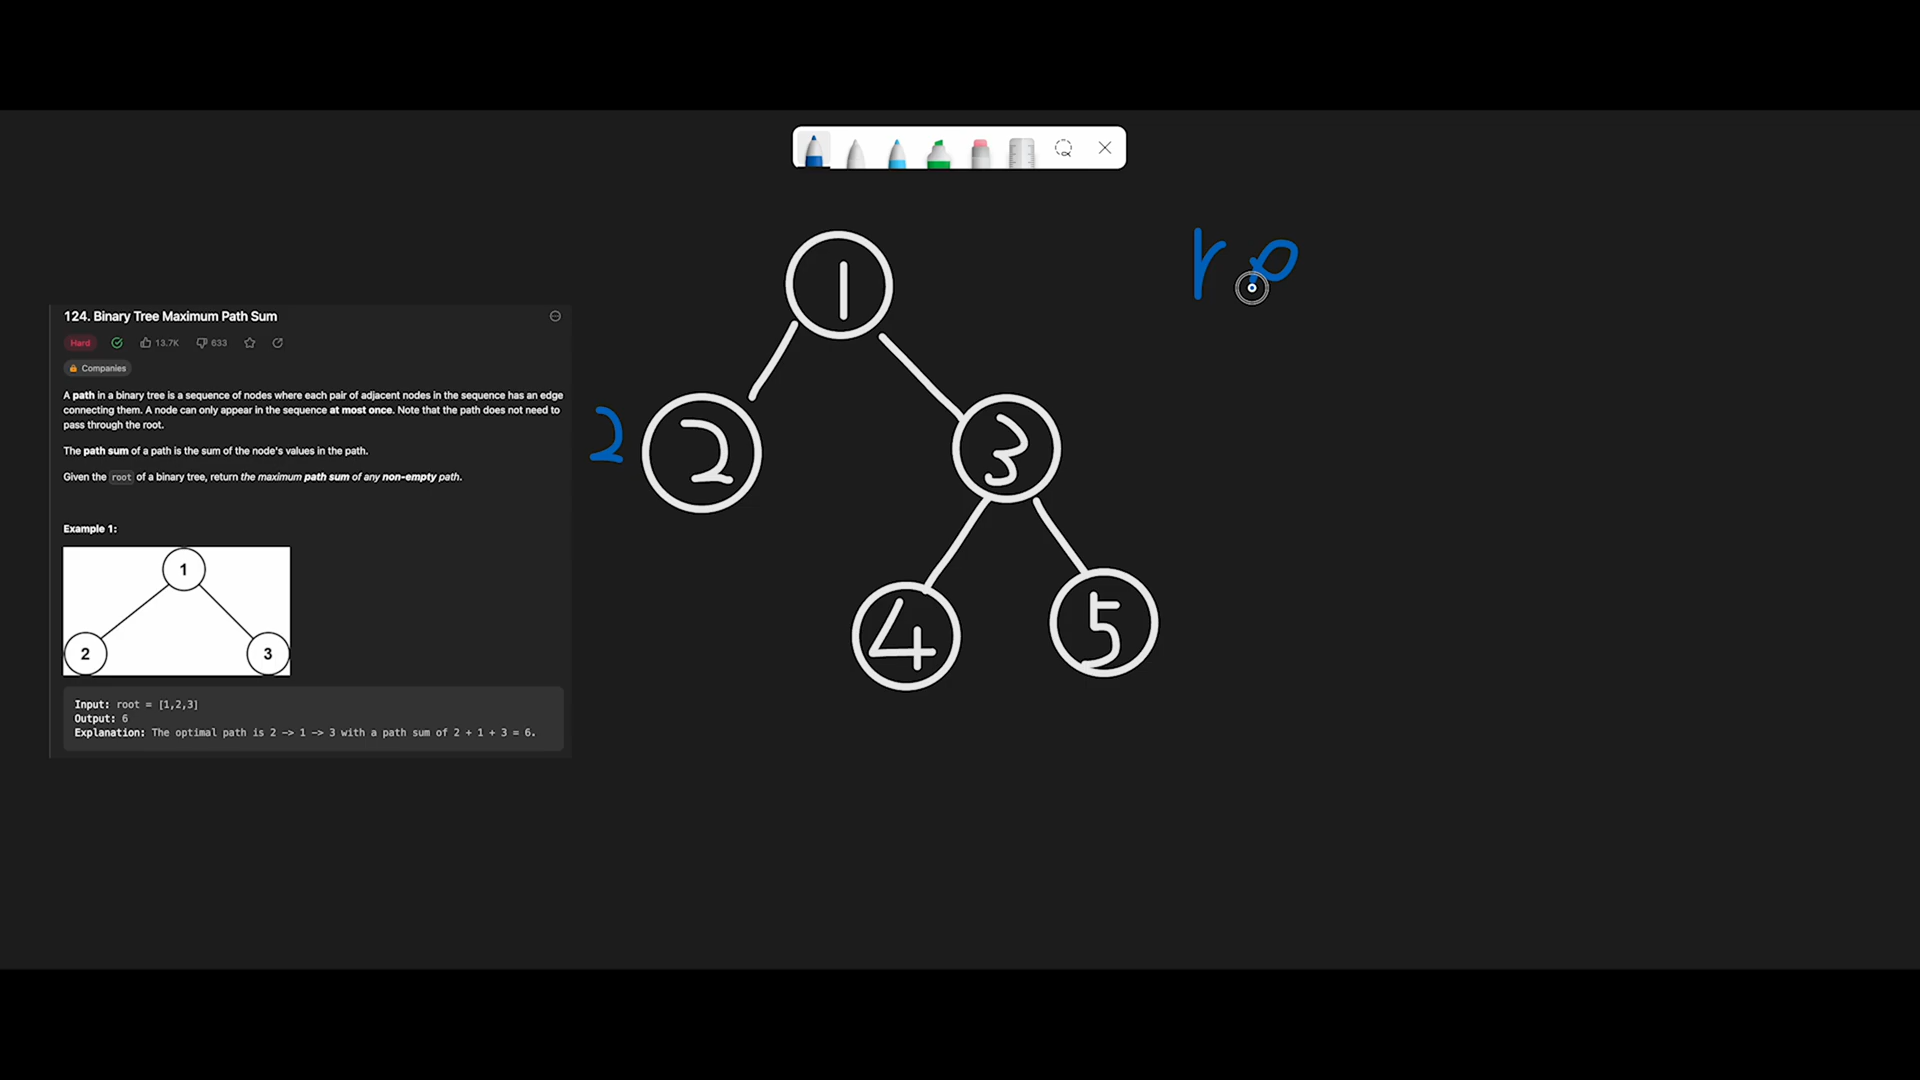 124. Binary Tree Maximum Path Sum
Hard 13.7K 633
Companies
A path in a binary tree is a sequence of nodes where each pair of adjacent nodes in the sequence has an edge
connecting them. A node can only appear in the sequence at most once. Note that the path does not need to
pass through the root.
The path sum of a path is the sum of the node's values in the path.
Given the root of a binary tree, return the maximum path sum of any non-empty path.
Example 1:
1
2 3
Input: root = [1,2,3]
Output: 6
Explanation: The optimal path is 2 -> 1 -> 3 with a path sum of 2 + 1 + 3 = 6.
1
2 2 3
4 5